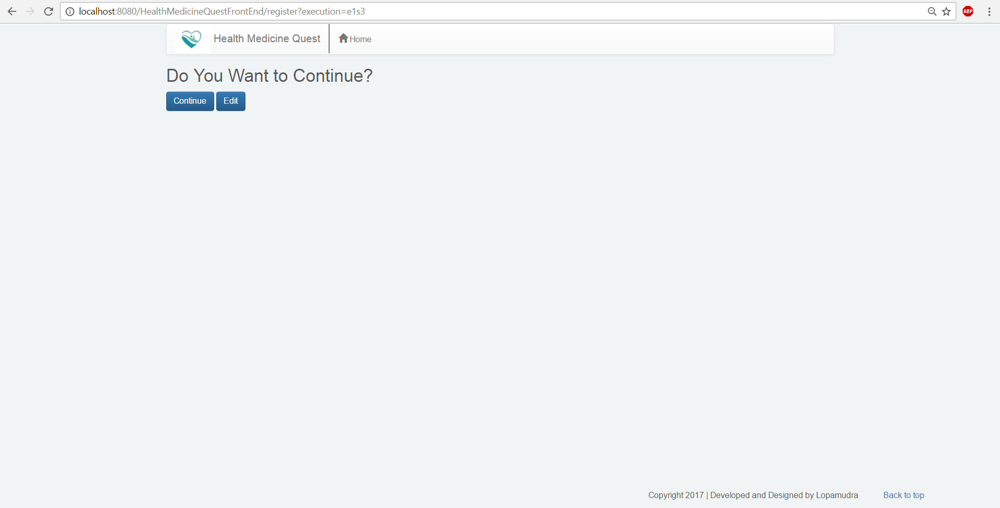 localhost:8080/HealthMedicineQuestFrontEnd/register?execution=e1s3
ABP
Health Medicine Quest
Home
Do You Want to Continue?
Continue Edit
Copyright 2017 | Developed and Designed by Lopamudra Back to top